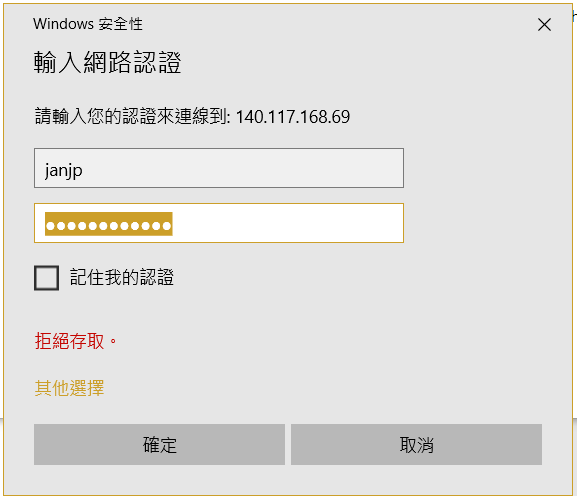 Windows 安全性
輸入網路認證
請輸入您的認證來連線到: 140.117.168.69
janjp
●●●●●●●●●●●●
記住我的認證
拒絕存取。
其他選擇
確定
取消